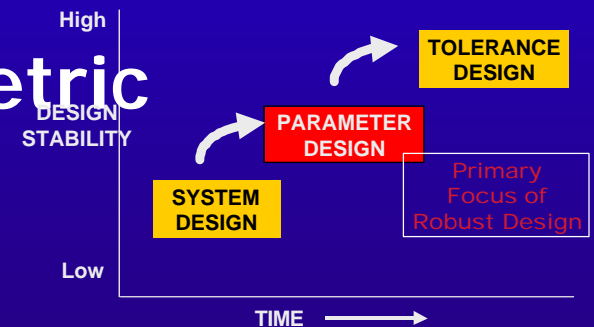 High
etric
DESIGN
STABILITY
Low
TOLERANCE
DESIGN
PARAMETER
DESIGN
Primary
Focus of
Robust Design
SYSTEM
DESIGN
TIME